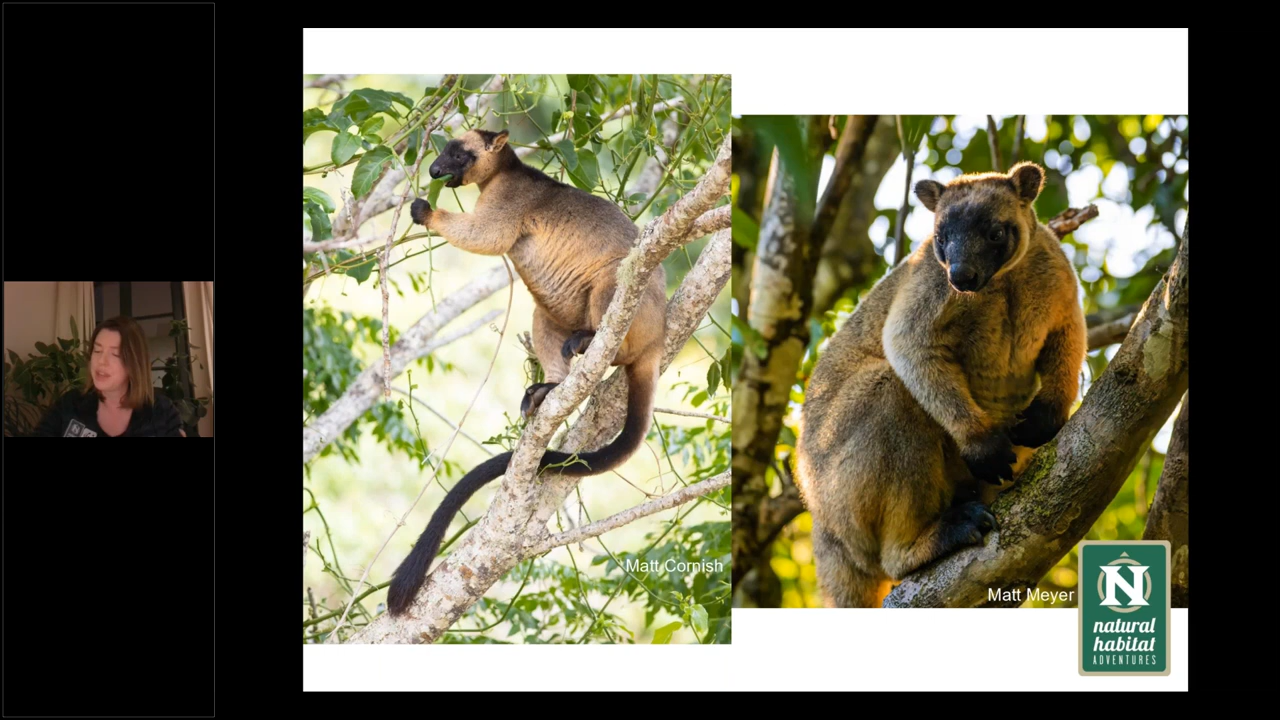 Matt Cornish
Matt Meyer
N
natural
habitat
ADVENTURES